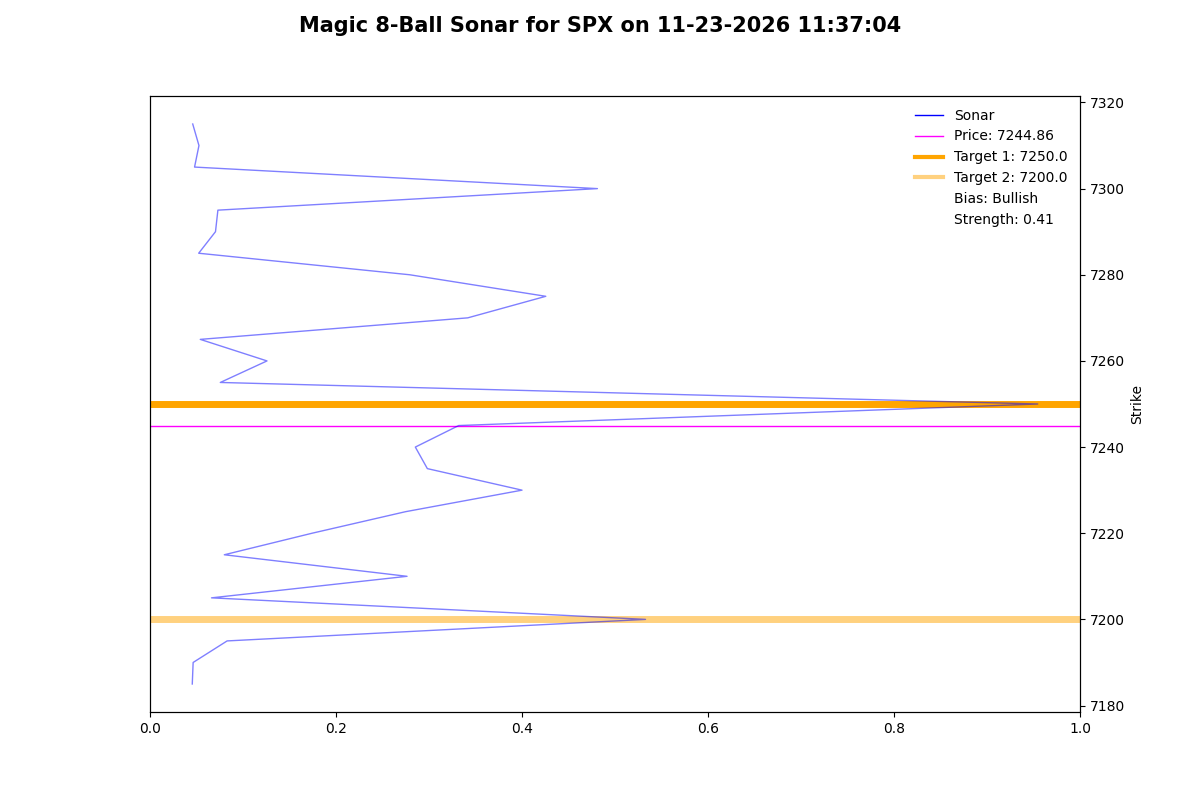 Magic 8-Ball Sonar for SPX on 11-23-2026 11:37:04
Sonar
Price: 7244.86
Target 1: 7250.0
Target 2: 7200.0
Bias: Bullish
Strength: 0.41
7320
7300
7280
7260
7240
7220
7200
7180
Strike
0.0 0.2 0.4 0.6 0.8 1.0